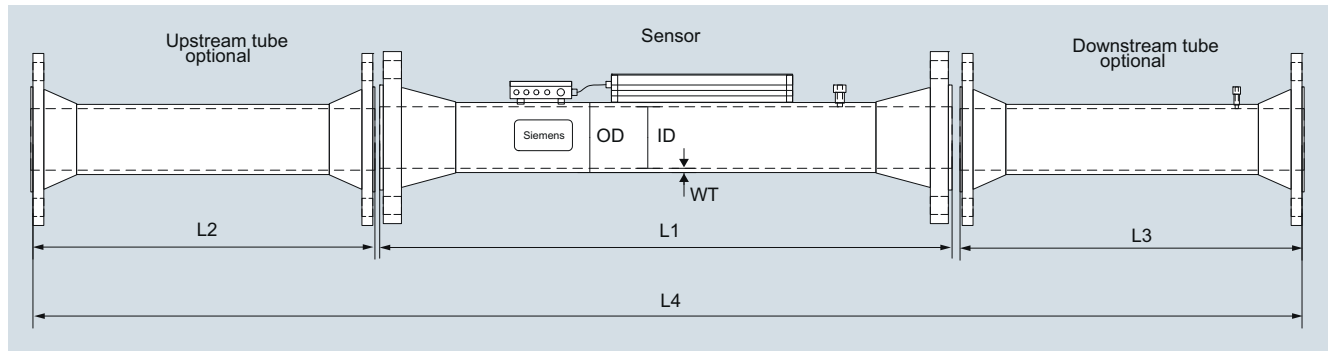 Upstream tube
optional
Sensor
Downstream tube
optional
Siemens
OD
ID
WT
L2
L1
L3
L4